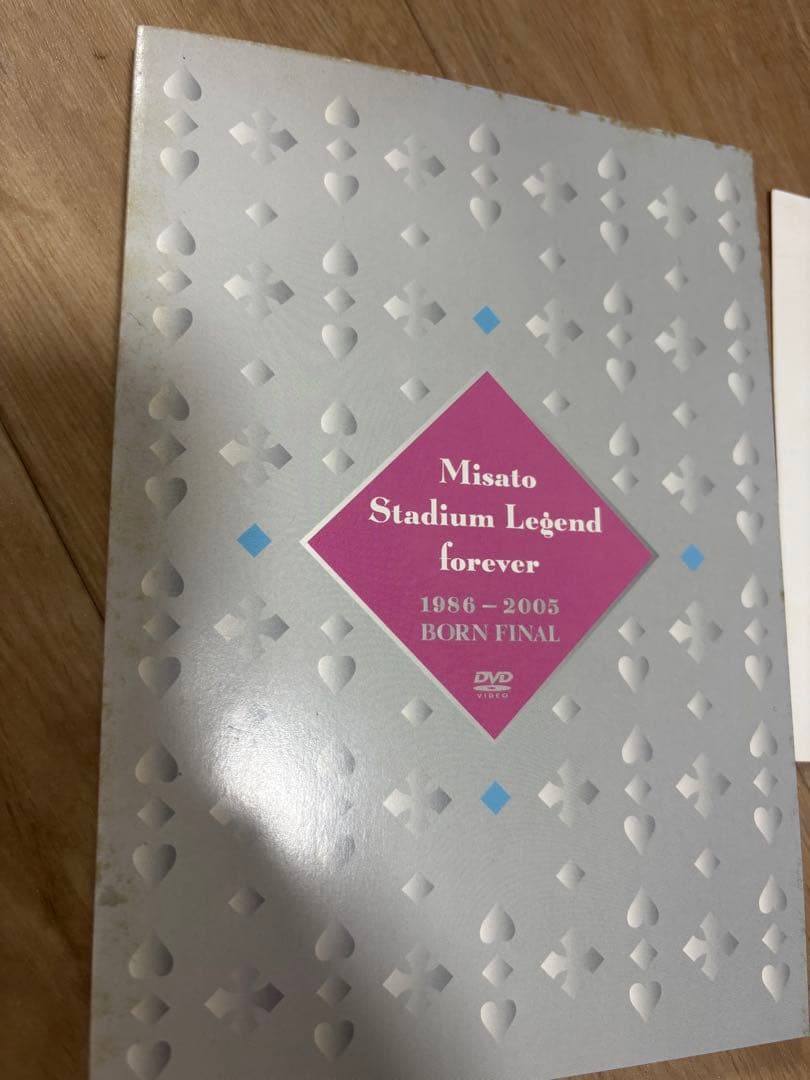 Misato
Stadium Legend
forever
1986 – 2005
BORN FINAL
DVD
VIDEO